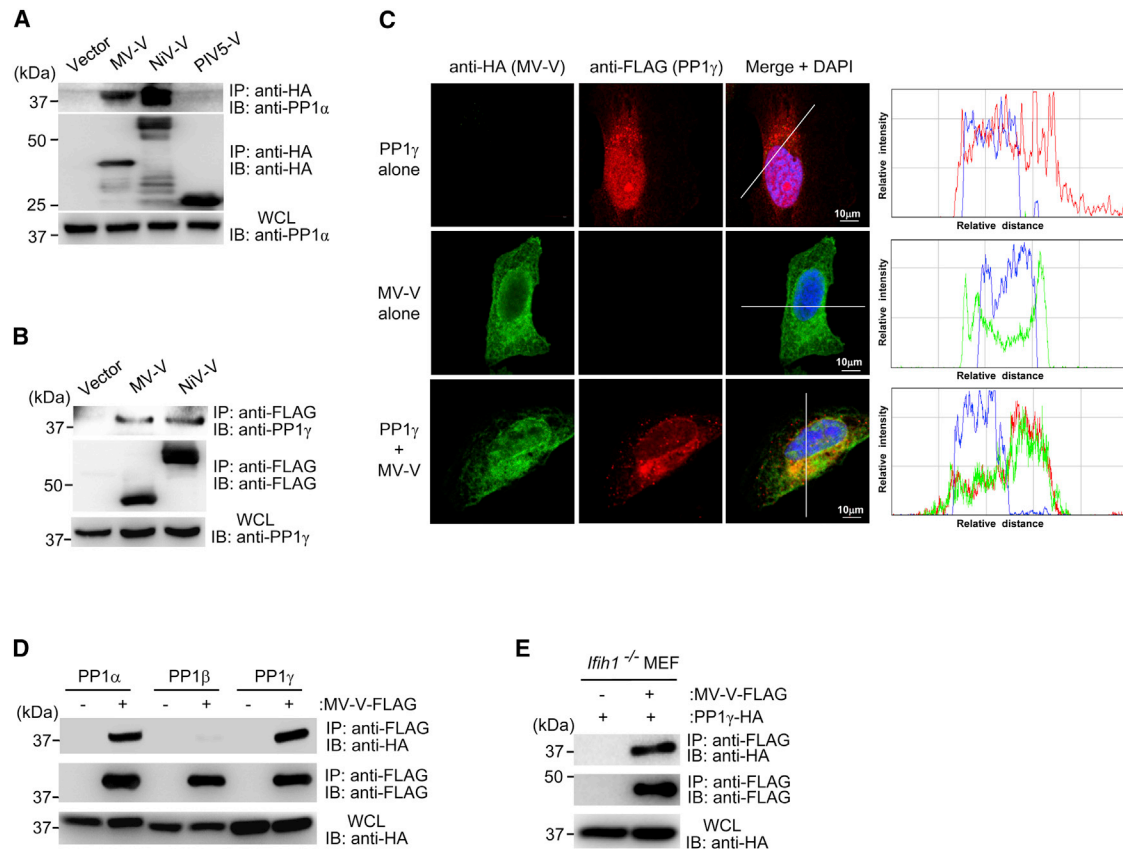 A
Vector
MV-V
NiV-V
PIV5-V
(kDa)
37
IP: anti-HA
IB: anti-PP1α
50
IP: anti-HA
IB: anti-HA
25
37
WCL
IB: anti-PP1α
B
Vector
MV-V
NiV-V
(kDa)
37
IP: anti-FLAG
IB: anti-PP1γ
IP: anti-FLAG
IB: anti-FLAG
50
37
WCL
IB: anti-PP1γ
C
anti-HA (MV-V) anti-FLAG (PP1γ) Merge + DAPI
PP1γ
alone
10μm
Relative intensity
Relative distance
MV-V
alone
10μm
Relative intensity
Relative distance
PP1γ
+
MV-V
10μm
Relative intensity
Relative distance
D
PP1α PP1β PP1γ
- + - + - + :MV-V-FLAG
(kDa)
37
IP: anti-FLAG
IB: anti-HA
37
IP: anti-FLAG
IB: anti-FLAG
37
WCL
IB: anti-HA
E
Ifih1 -/- MEF
- + :MV-V-FLAG
+ + :PP1γ-HA
(kDa)
37
IP: anti-FLAG
IB: anti-HA
50
IP: anti-FLAG
IB: anti-FLAG
37
WCL
IB: anti-HA